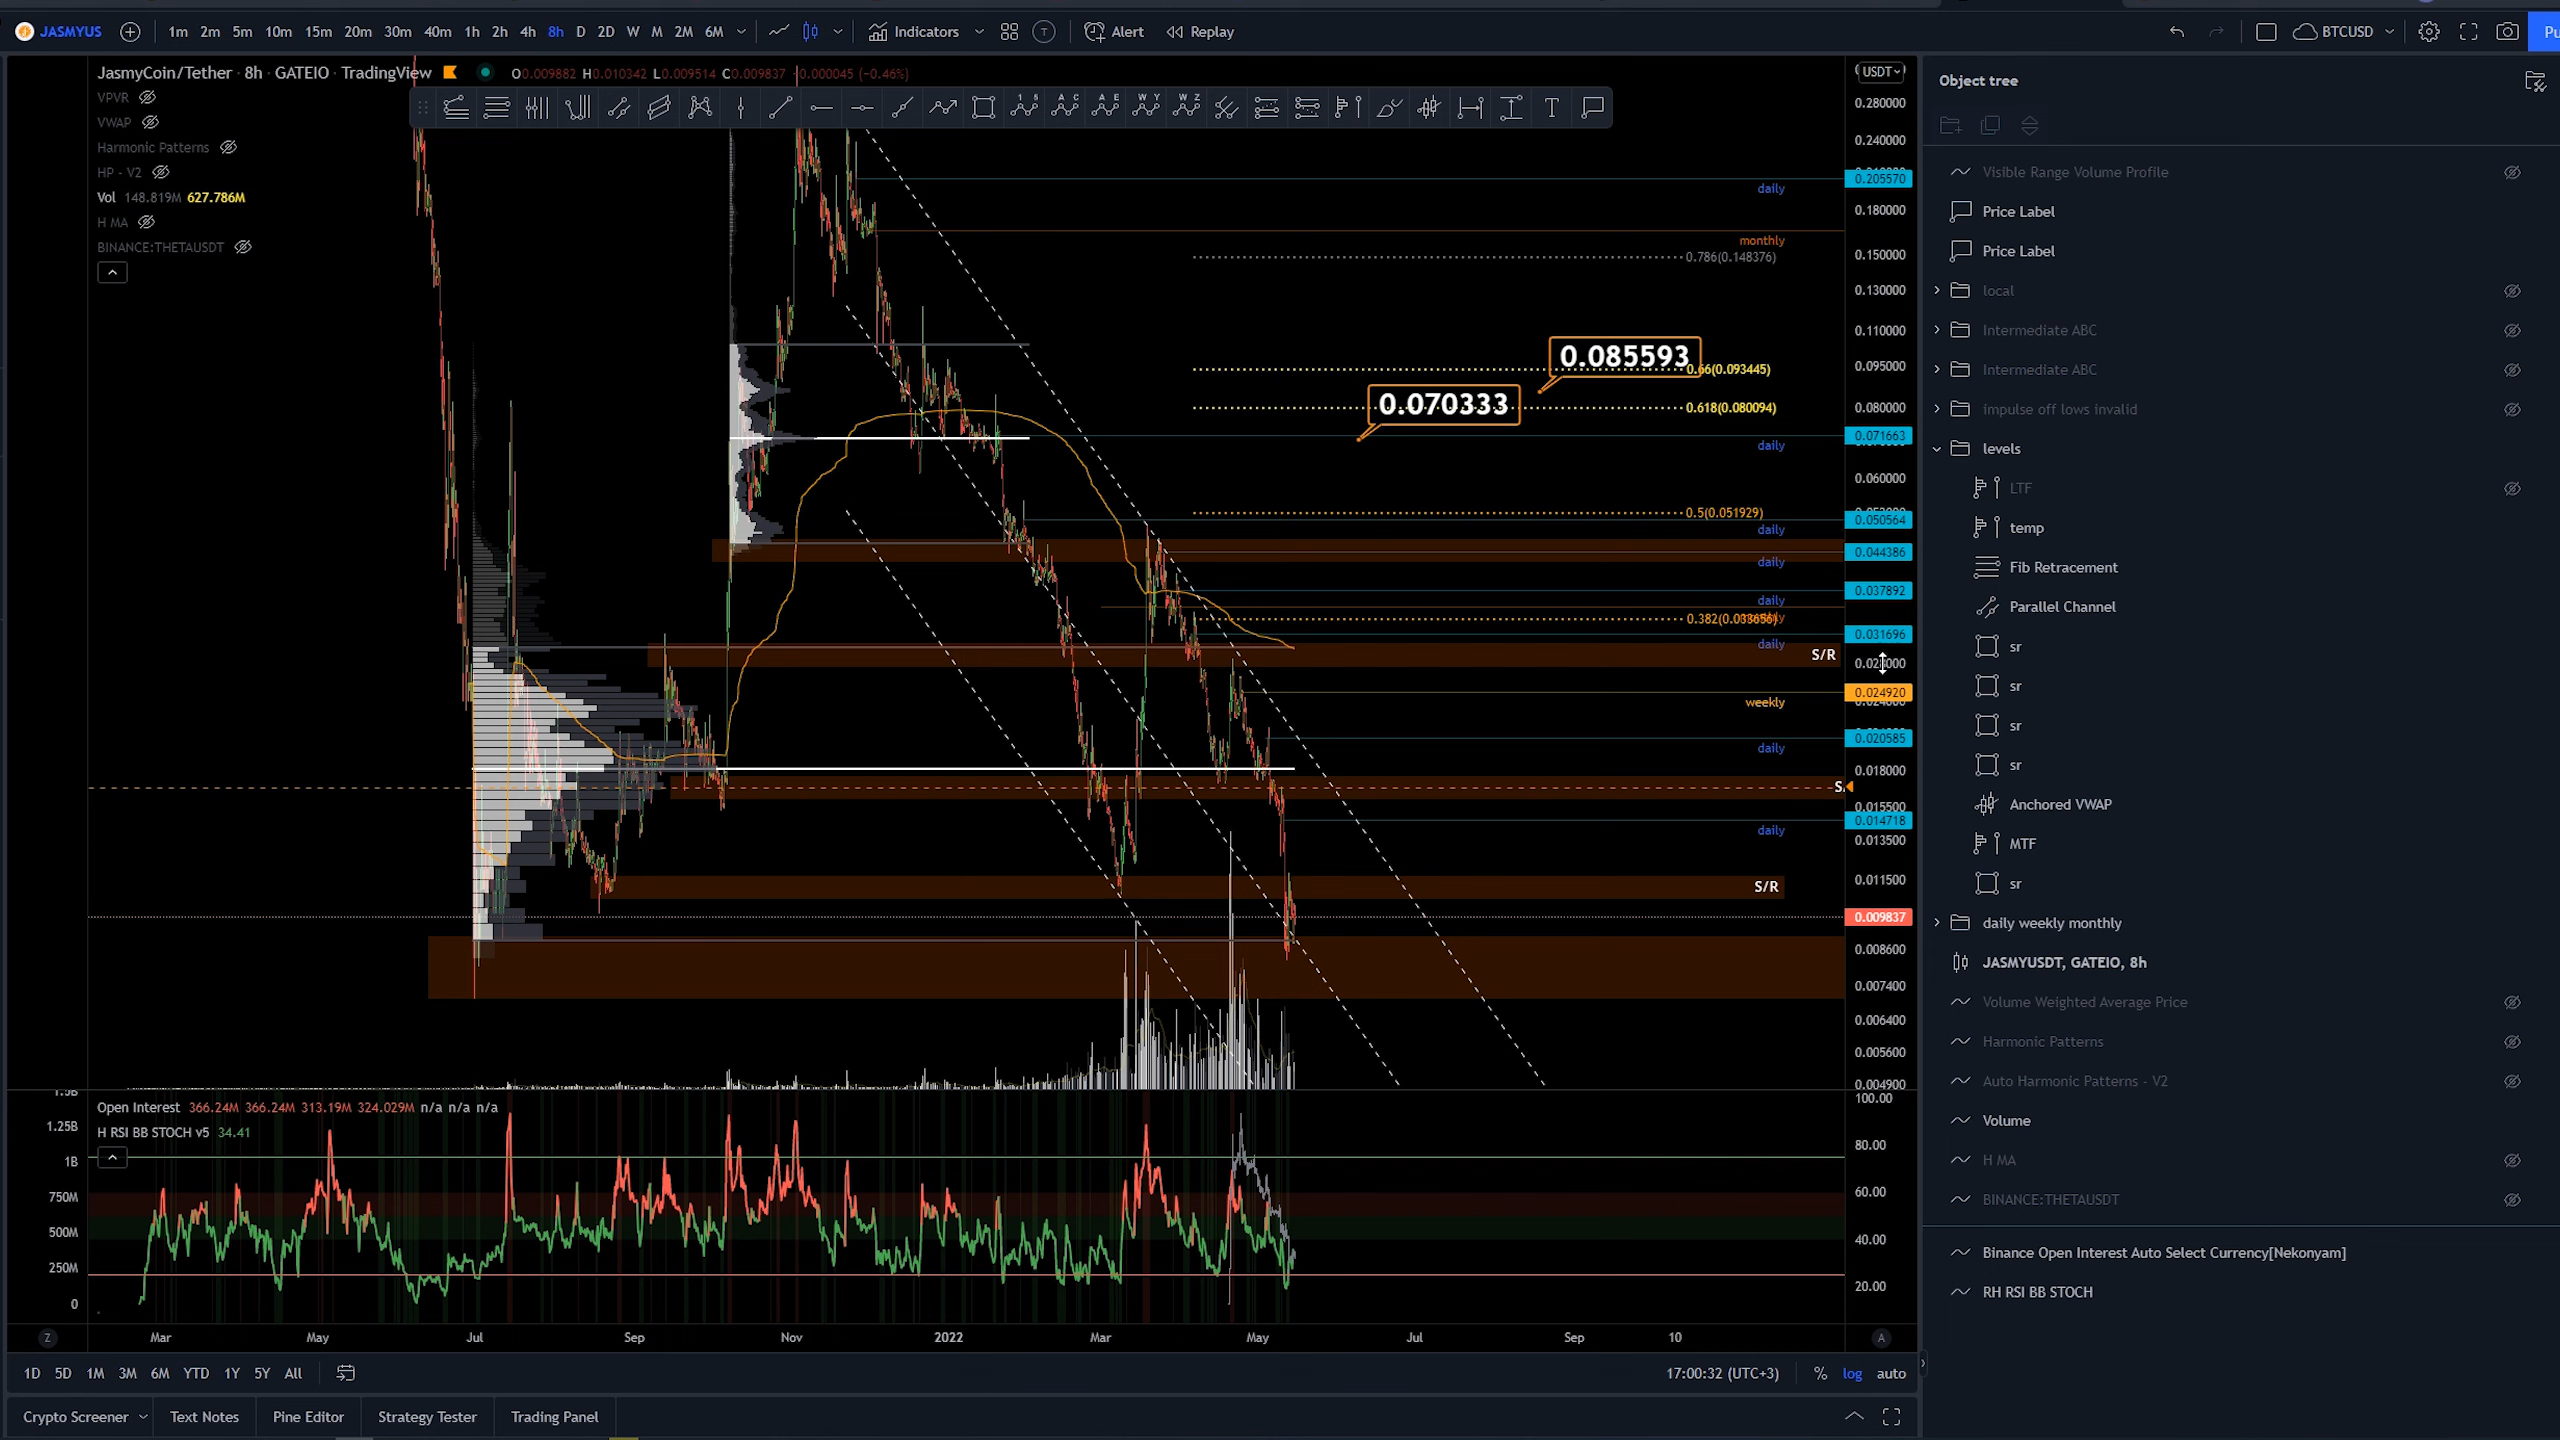 JASMYUS 1m 2m 5m 10m 15m 20m 30m 40m 1h 2h 4h 8h D 2D W M 2M 6M Indicators T Alert Replay BTCUSD Pu
JasmyCoin/Tether · 8h · GATEIO · TradingView O0.009882 H0.010342 L0.009514 C0.009837 -0.000045 (-0.46%)
VPVR
VWAP
Harmonic Patterns
HP - V2
Vol 148.819M 627.786M
H MA
BINANCE:THETAUSDT
USDT
0.280000
0.240000
0.205570
daily
0.180000
monthly
0.786(0.148376)
0.150000
0.130000
0.110000
0.085593
0.66(0.093445)
0.095000
0.070333
0.618(0.080094)
0.080000
0.071663
daily
0.060000
0.5(0.051929)
0.050564
daily
0.044386
daily
0.037892
daily
0.382(0.033656)
0.031696
daily
S/R
0.028000
0.024920
weekly
0.020585
daily
0.018000
0.015500
0.014718
daily
0.013500
0.011500
S/R
0.009837
0.008600
0.007400
0.006400
0.005600
0.004900
Open Interest 366.24M 366.24M 313.19M 324.029M n/a n/a n/a
H RSI BB STOCH v5 34.41
1.5B
1.25B
1B
750M
500M
250M
0
100.00
80.00
60.00
40.00
20.00
Z Mar May Jul Sep Nov 2022 Mar May Jul Sep 10 A
1D 5D 1M 3M 6M YTD 1Y 5Y All 17:00:32 (UTC+3) % log auto
Crypto Screener Text Notes Pine Editor Strategy Tester Trading Panel
Object tree
Visible Range Volume Profile
Price Label
Price Label
local
Intermediate ABC
Intermediate ABC
impulse off lows invalid
levels
LTF
temp
Fib Retracement
Parallel Channel
sr
sr
sr
sr
Anchored VWAP
MTF
sr
daily weekly monthly
JASMYUSDT, GATEIO, 8h
Volume Weighted Average Price
Harmonic Patterns
Auto Harmonic Patterns - V2
Volume
H MA
BINANCE:THETAUSDT
Binance Open Interest Auto Select Currency[Nekonyam]
RH RSI BB STOCH